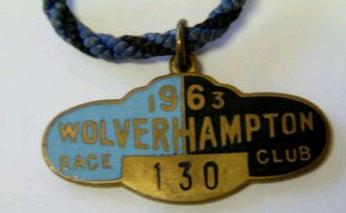 1963
WOLVERHAMPTON
RACE CLUB
130